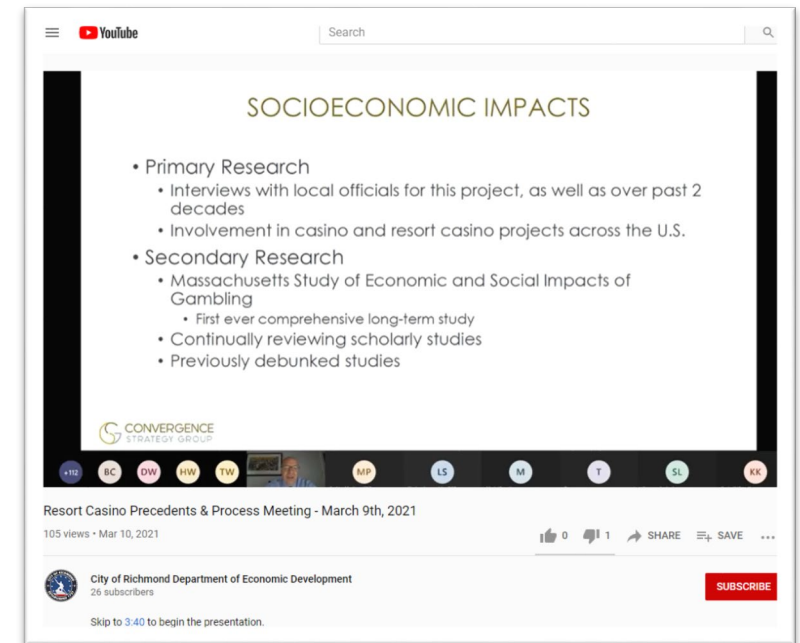 YouTube
Search
SOCIOECONOMIC IMPACTS
• Primary Research
• Interviews with local officials for this project, as well as over past 2
decades
• Involvement in casino and resort casino projects across the U.S.
• Secondary Research
• Massachusetts Study of Economic and Social Impacts of
Gambling
• First ever comprehensive long-term study
• Continually reviewing scholarly studies
• Previously debunked studies
CONVERGENCE
STRATEGY GROUP
+112 BC DW HW TW MP LS M T SL KK
Resort Casino Precedents & Process Meeting - March 9th, 2021
105 views • Mar 10, 2021 0 1 SHARE SAVE ...
City of Richmond Department of Economic Development
26 subscribers
SUBSCRIBE
Skip to 3:40 to begin the presentation.